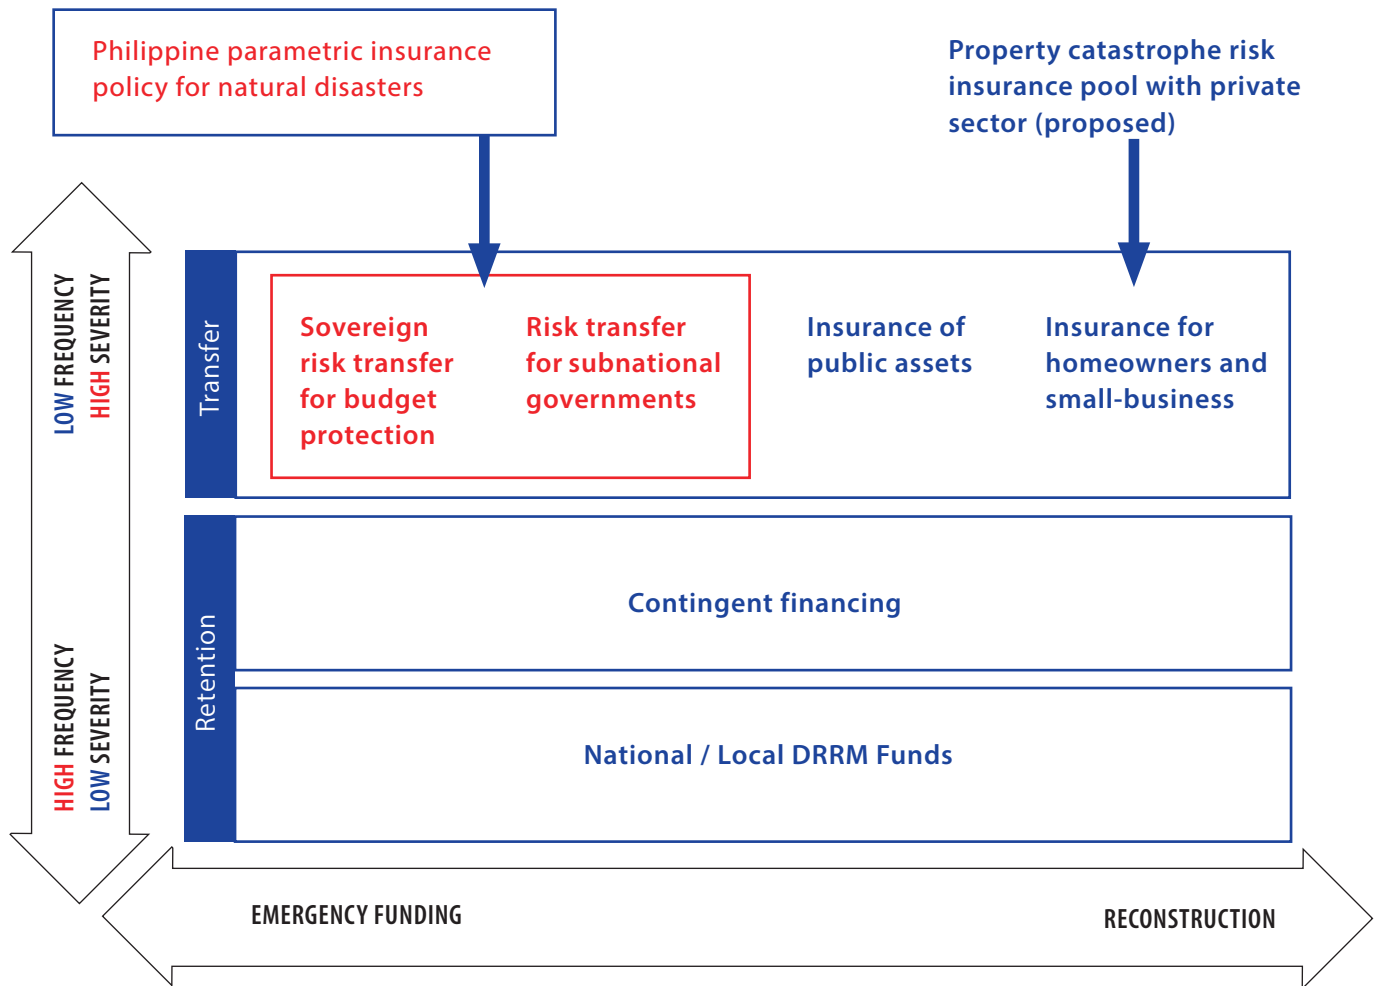 Philippine parametric insurance
policy for natural disasters
Property catastrophe risk
insurance pool with private
sector (proposed)
LOW FREQUENCY
HIGH SEVERITY
Transfer
Sovereign
risk transfer
for budget
protection
Risk transfer
for subnational
governments
Insurance of
public assets
Insurance for
homeowners and
small-business
HIGH FREQUENCY
LOW SEVERITY
Retention
Contingent financing
National / Local DRRM Funds
EMERGENCY FUNDING
RECONSTRUCTION